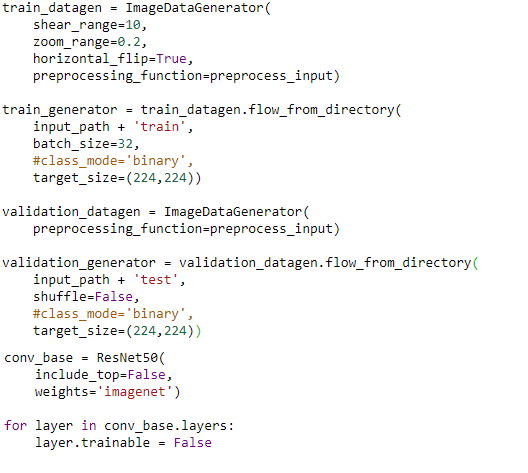 train_datagen = ImageDataGenerator(
    shear_range=10,
    zoom_range=0.2,
    horizontal_flip=True,
    preprocessing_function=preprocess_input)

train_generator = train_datagen.flow_from_directory(
    input_path + 'train',
    batch_size=32,
    #class_mode='binary',
    target_size=(224,224))

validation_datagen = ImageDataGenerator(
    preprocessing_function=preprocess_input)

validation_generator = validation_datagen.flow_from_directory(
    input_path + 'test',
    shuffle=False,
    #class_mode='binary',
    target_size=(224,224))
conv_base = ResNet50(
    include_top=False,
    weights='imagenet')

for layer in conv_base.layers:
    layer.trainable = False